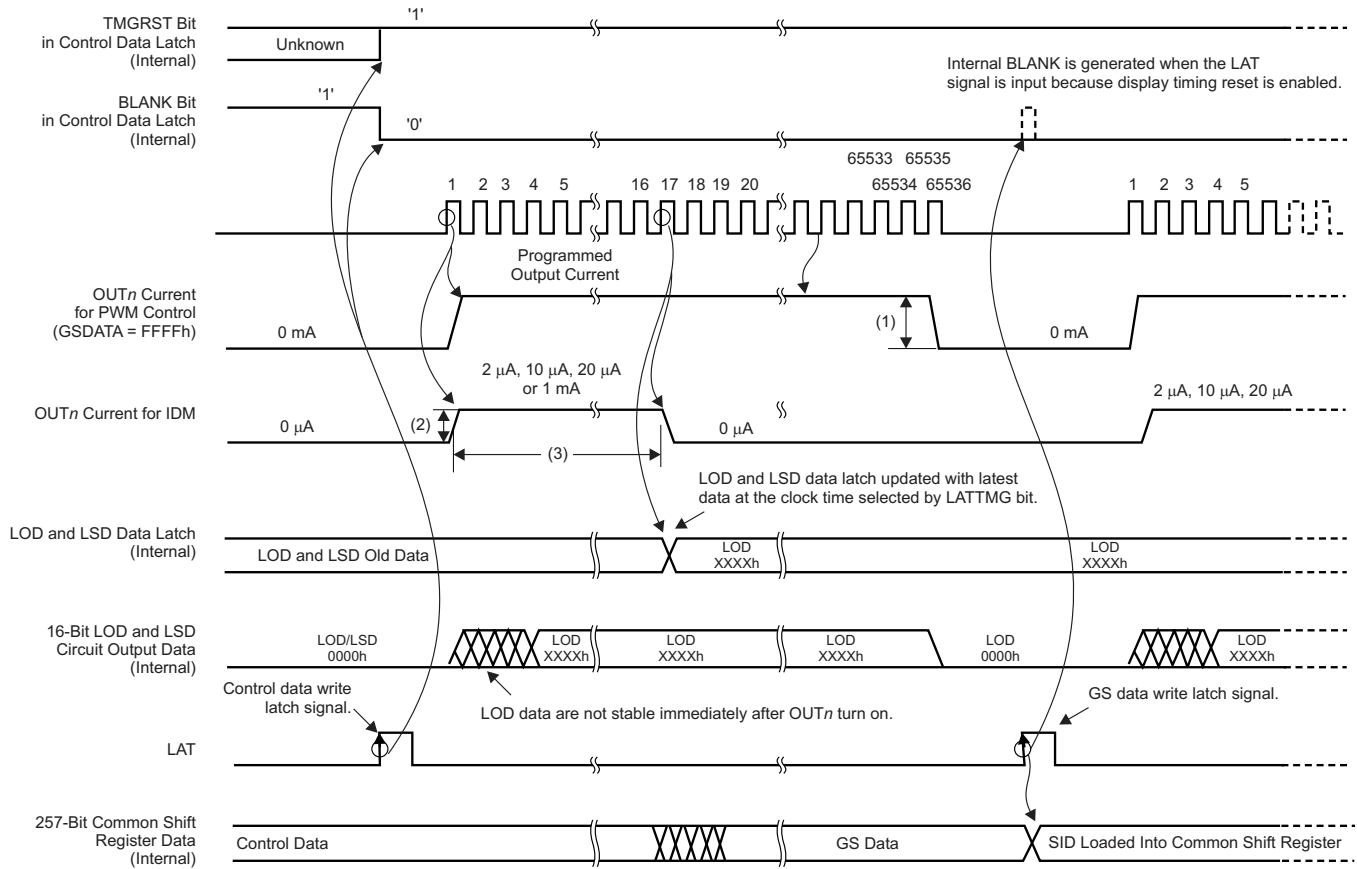 TMGRST Bit
in Control Data Latch
(Internal)
'1'
Unknown
Internal BLANK is generated when the LAT
signal is input because display timing reset is enabled.
BLANK Bit
in Control Data Latch
(Internal)
'1'
'0'
65533 65535
1 2 3 4 5 16 17 18 19 20 65534 65536 1 2 3 4 5
Programmed
Output Current
OUTn Current
for PWM Control
(GSDATA = FFFFh)
0 mA
(1)
0 mA
2 μA, 10 μA, 20 μA
or 1 mA
2 μA, 10 μA, 20 μA
OUTn Current for IDM
0 μA
(2)
0 μA
(3)
LOD and LSD data latch updated with latest
data at the clock time selected by LATTMG bit.
LOD and LSD Data Latch
(Internal)
LOD and LSD Old Data
LOD
XXXXh
LOD
XXXXh
16-Bit LOD and LSD
Circuit Output Data
(Internal)
LOD/LSD
0000h
LOD
XXXXh
LOD
XXXXh
LOD
XXXXh
LOD
0000h
LOD
XXXXh
Control data write
latch signal.
LOD data are not stable immediately after OUTn turn on.
GS data write latch signal.
LAT
257-Bit Common Shift
Register Data
(Internal)
Control Data
GS Data
SID Loaded Into Common Shift Register